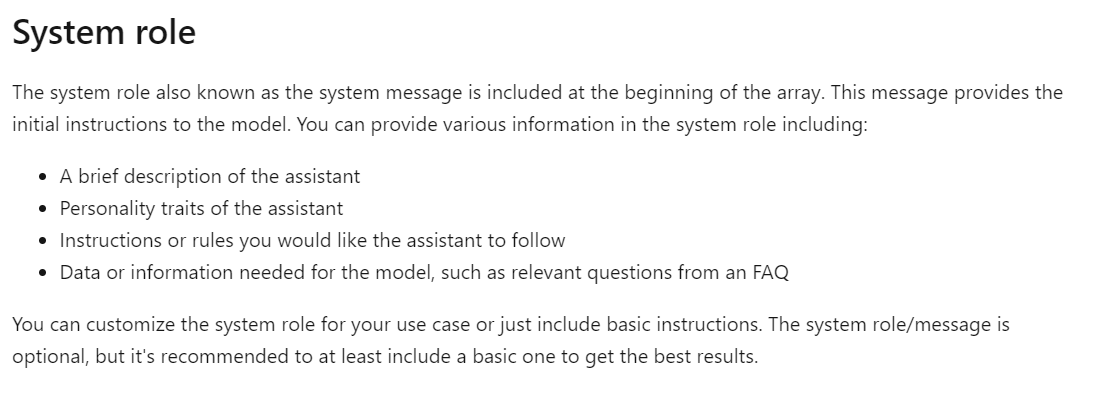 System role
The system role also known as the system message is included at the beginning of the array. This message provides the
initial instructions to the model. You can provide various information in the system role including:
• A brief description of the assistant
• Personality traits of the assistant
• Instructions or rules you would like the assistant to follow
• Data or information needed for the model, such as relevant questions from an FAQ
You can customize the system role for your use case or just include basic instructions. The system role/message is
optional, but it's recommended to at least include a basic one to get the best results.